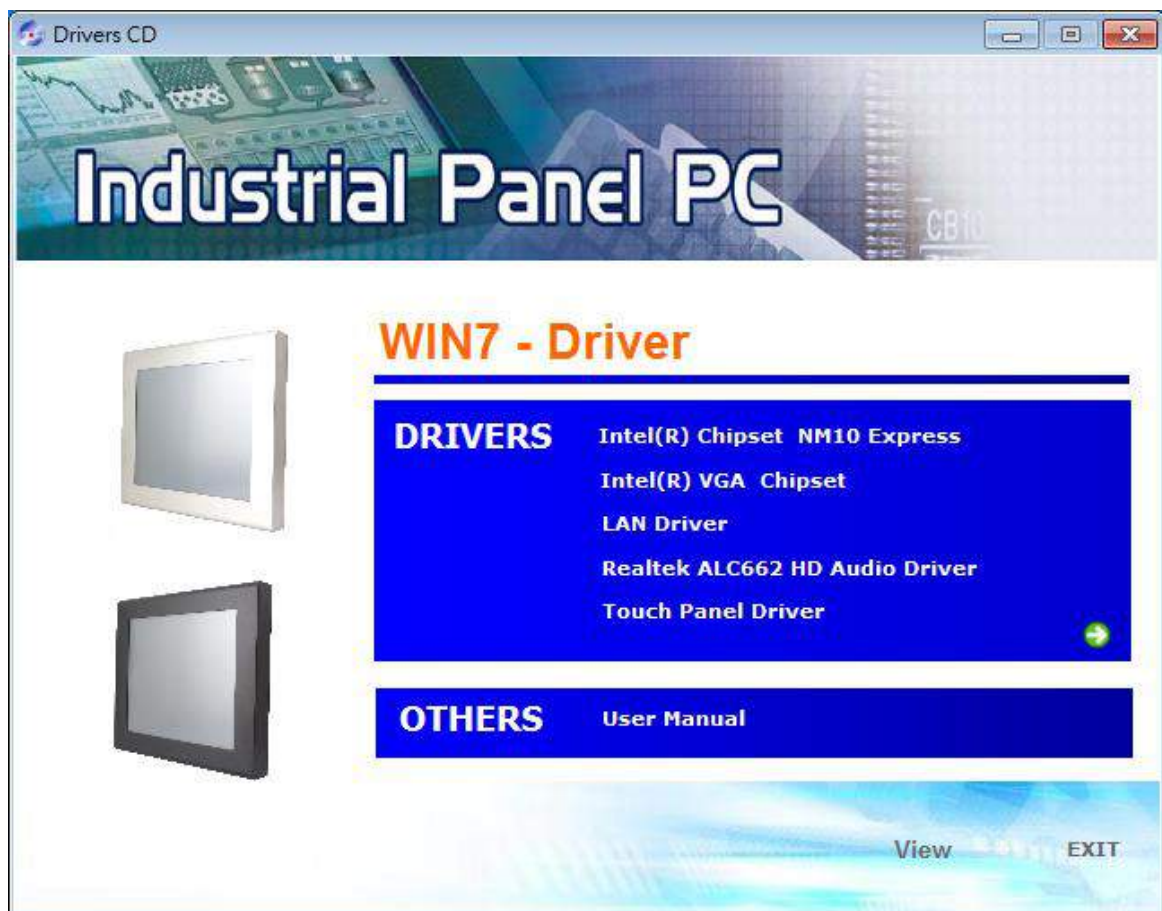 Drivers CD
Industrial Panel PC
CB10
WIN7 - Driver
DRIVERS
Intel(R) Chipset NM10 Express
Intel(R) VGA Chipset
LAN Driver
Realtek ALC662 HD Audio Driver
Touch Panel Driver
OTHERS
User Manual
View
EXIT